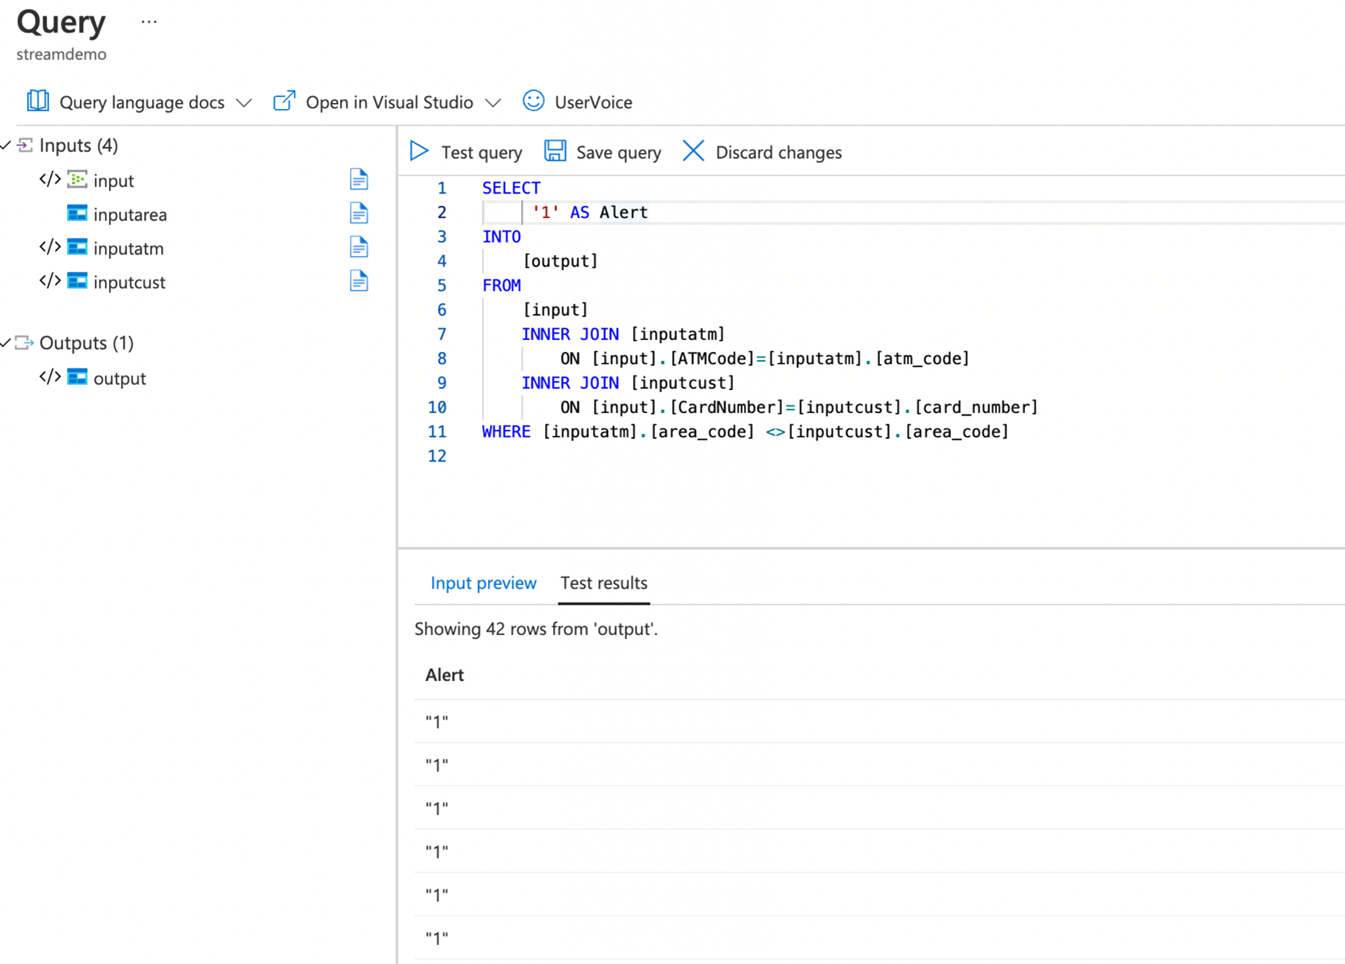 Query ...
streamdemo
Query language docs Open in Visual Studio UserVoice
Inputs (4)
</> input
inputarea
</> inputatm
</> inputcust
Outputs (1)
</> output
Test query Save query Discard changes
1 SELECT
2 '1' AS Alert
3 INTO
4 [output]
5 FROM
6 [input]
7 INNER JOIN [inputatm]
8 ON [input].[ATMCode]=[inputatm].[atm_code]
9 INNER JOIN [inputcust]
10 ON [input].[CardNumber]=[inputcust].[card_number]
11 WHERE [inputatm].[area_code] <>[inputcust].[area_code]
12
Input preview Test results
Showing 42 rows from 'output'.
Alert
"1"
"1"
"1"
"1"
"1"
"1"